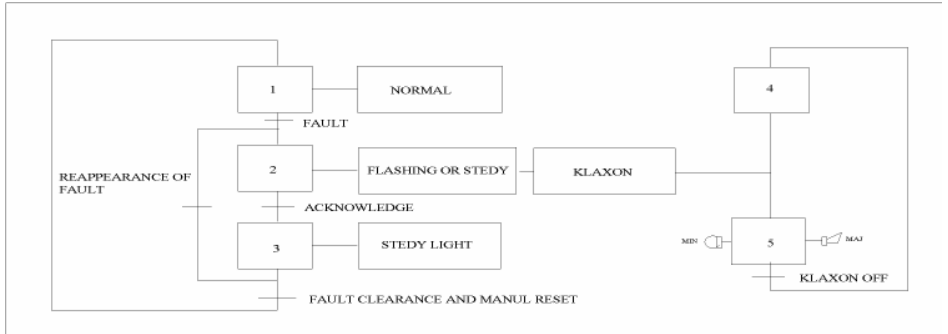 1
NORMAL
4
FAULT
REAPPEARANCE OF
FAULT
2
FLASHING OR STEDY
KLAXON
ACKNOWLEDGE
3
STEDY LIGHT
MIN
5
MAJ
KLAXON OFF
FAULT CLEARANCE AND MANUL RESET